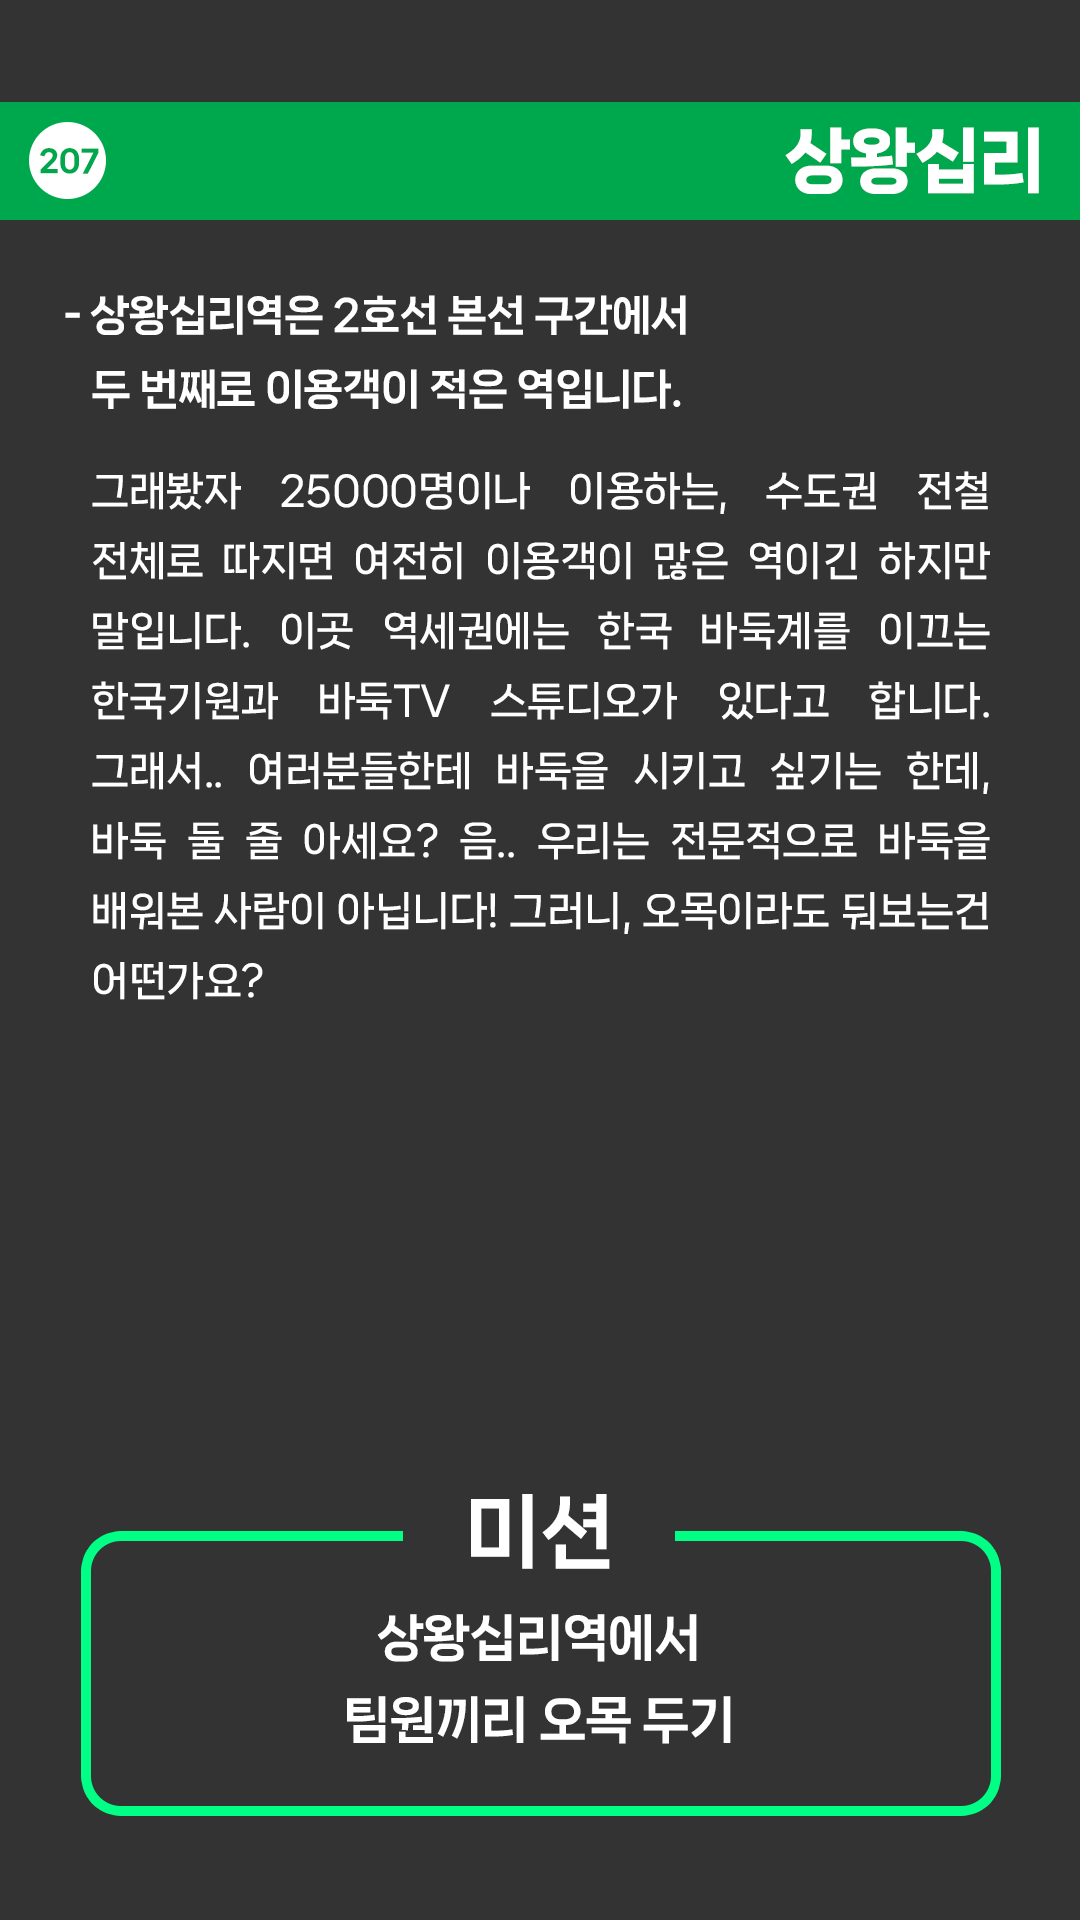 207
상왕십리
- 상왕십리역은 2호선 본선 구간에서
두 번째로 이용객이 적은 역입니다.
그래봤자 25000명이나 이용하는, 수도권 전철
전체로 따지면 여전히 이용객이 많은 역이긴 하지만
말입니다. 이곳 역세권에는 한국 바둑계를 이끄는
한국기원과 바둑TV 스튜디오가 있다고 합니다.
그래서.. 여러분들한테 바둑을 시키고 싶기는 한데,
바둑 둘 줄 아세요? 음.. 우리는 전문적으로 바둑을
배워본 사람이 아닙니다! 그러니, 오목이라도 둬보는건
어떤가요?
미션
상왕십리역에서
팀원끼리 오목 두기